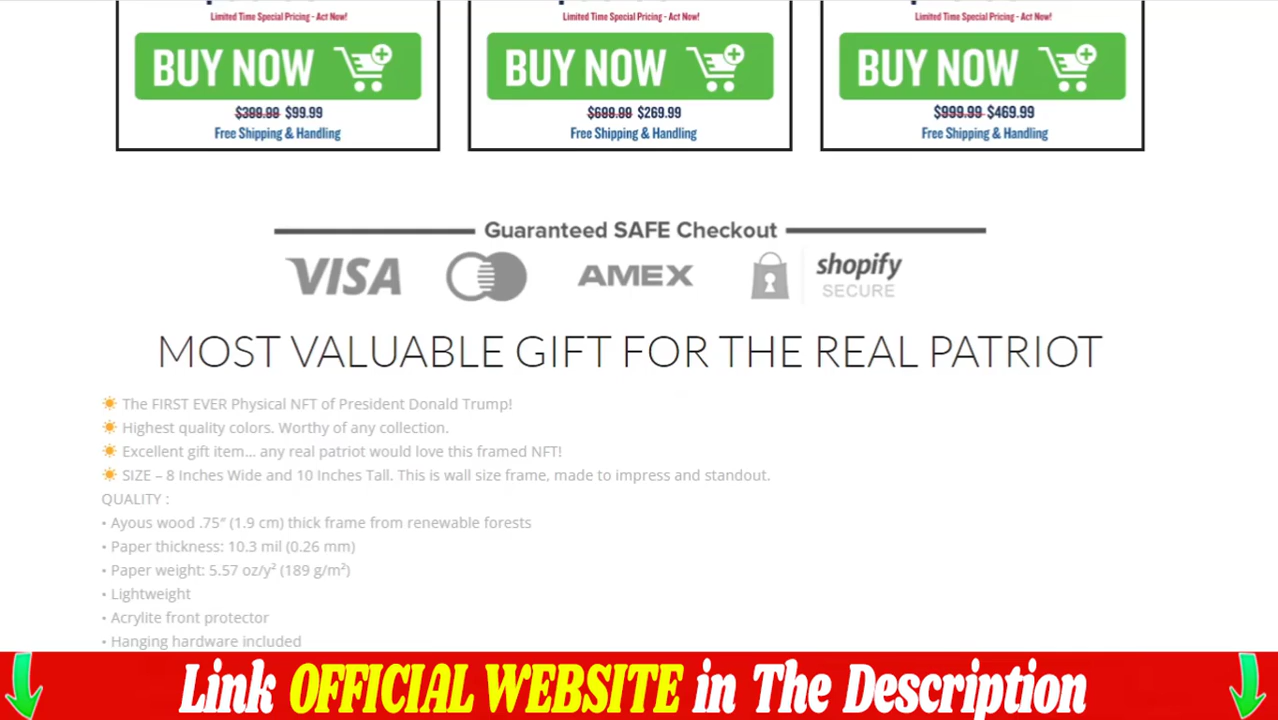 Limited Time Special Pricing - Act Now!
Limited Time Special Pricing - Act Now!
Limited Time Special Pricing - Act Now!
BUY NOW
BUY NOW
BUY NOW
$399.99 $99.99
$699.99 $269.99
$999.99 $469.99
Free Shipping & Handling
Free Shipping & Handling
Free Shipping & Handling
Guaranteed SAFE Checkout
VISA
AMEX
shopify
SECURE
MOST VALUABLE GIFT FOR THE REAL PATRIOT
The FIRST EVER Physical NFT of President Donald Trump!
Highest quality colors. Worthy of any collection.
Excellent gift item... any real patriot would love this framed NFT!
SIZE – 8 Inches Wide and 10 Inches Tall. This is wall size frame, made to impress and standout.
QUALITY :
• Ayous wood .75″ (1.9 cm) thick frame from renewable forests
• Paper thickness: 10.3 mil (0.26 mm)
• Paper weight: 5.57 oz/y² (189 g/m²)
• Lightweight
• Acrylite front protector
• Hanging hardware included
Link OFFICIAL WEBSITE in The Description